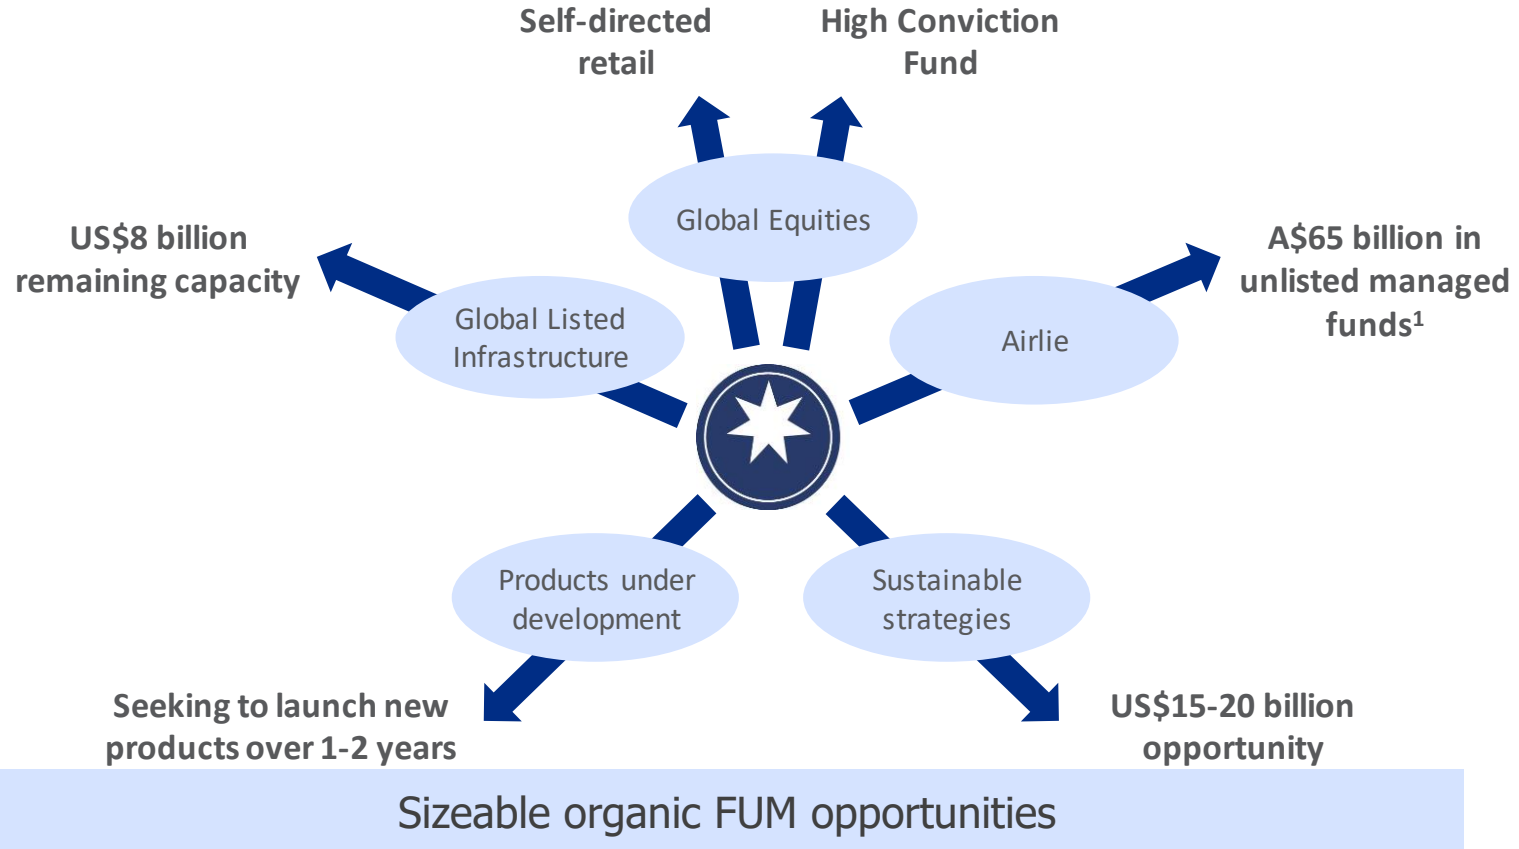 Self-directed
retail
High Conviction
Fund
Global Equities
US$8 billion
remaining capacity
Global Listed
Infrastructure
Airlie
A$65 billion in
unlisted managed
funds¹
Products under
development
Sustainable
strategies
Seeking to launch new
products over 1-2 years
US$15-20 billion
opportunity
Sizeable organic FUM opportunities